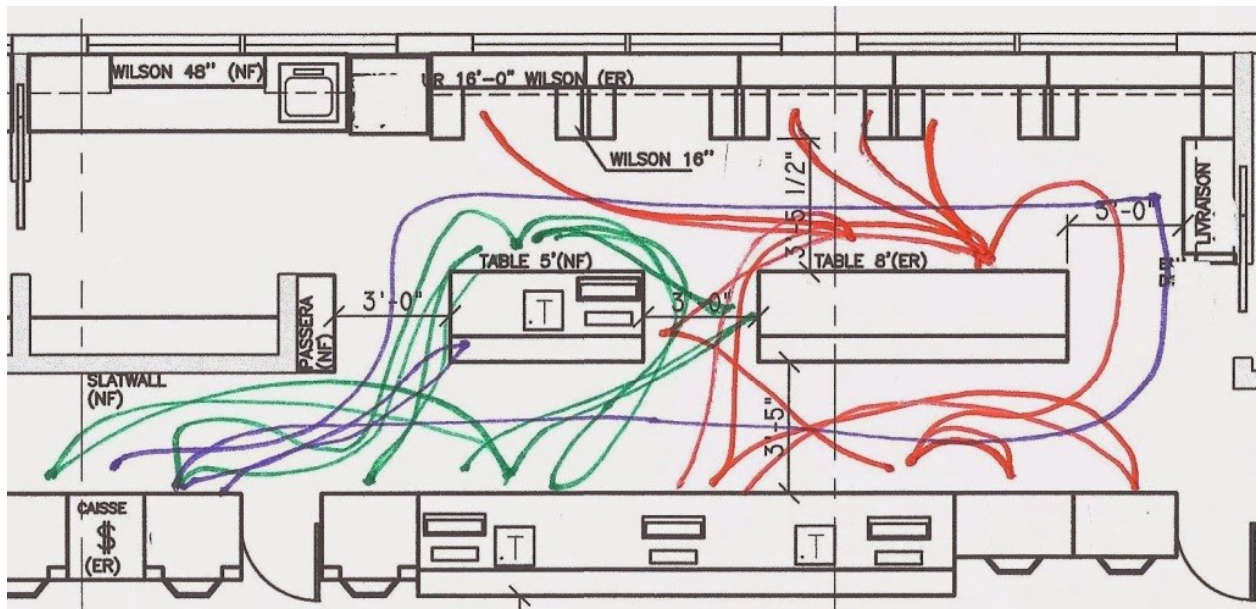 WILSON 48" (NF)
UR 16'-0" WILSON (ER)
WILSON 16"
3'-5 1/2"
3'-0"
LIVRAISON
TABLE 5'(NF)
TABLE 8'(ER)
3'-0"
3'-0"
T
PASSERA
(NF)
SLATWALL
(NF)
3'-5"
CAISSE
$
(ER)
T
T